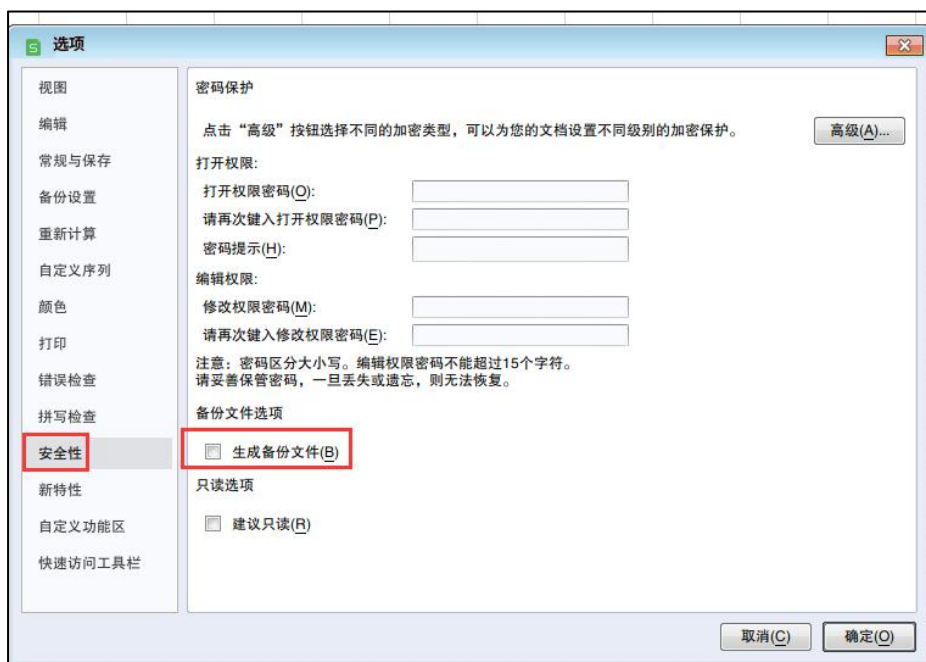 选项
视图
编辑
常规与保存
备份设置
重新计算
自定义序列
颜色
打印
错误检查
拼写检查
安全性
新特性
自定义功能区
快速访问工具栏
密码保护
点击“高级”按钮选择不同的加密类型，可以为您的文档设置不同级别的加密保护。
高级(A)...
打开权限:
打开权限密码(O):
请再次键入打开权限密码(P):
密码提示(H):
编辑权限:
修改权限密码(M):
请再次键入修改权限密码(E):
注意：密码区分大小写。编辑权限密码不能超过15个字符。
请妥善保管密码，一旦丢失或遗忘，则无法恢复。
备份文件选项
生成备份文件(B)
只读选项
建议只读(R)
取消(C)
确定(O)